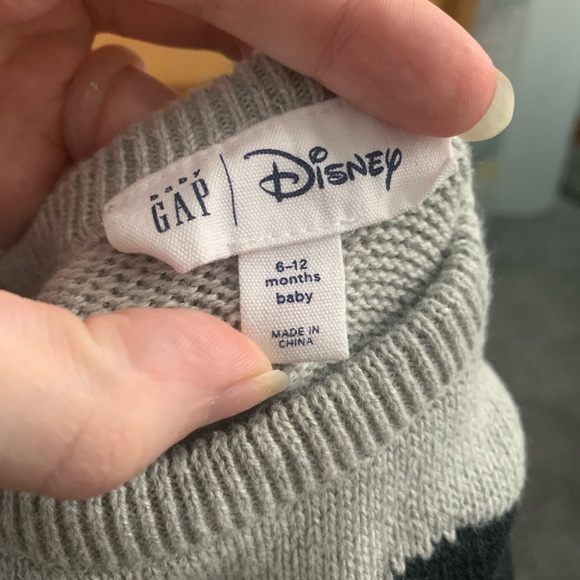 BABY
GAP | Disney
6–12
months
baby
MADE IN
CHINA